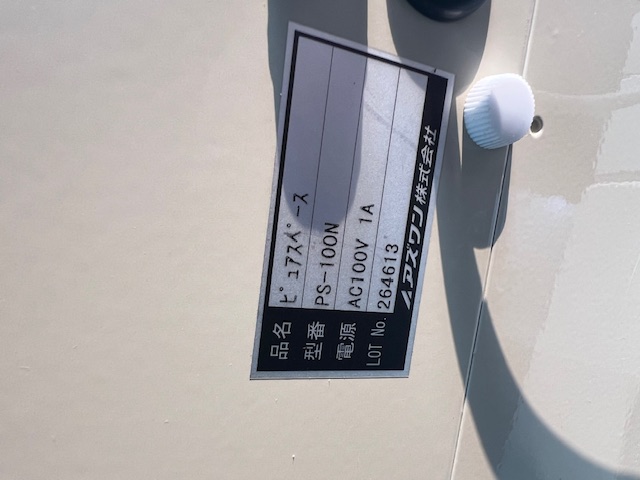 品名 ピュアスペース
型番 PS-100N
電源 AC100V 1A
LOT No. 264613
アズワン株式会社